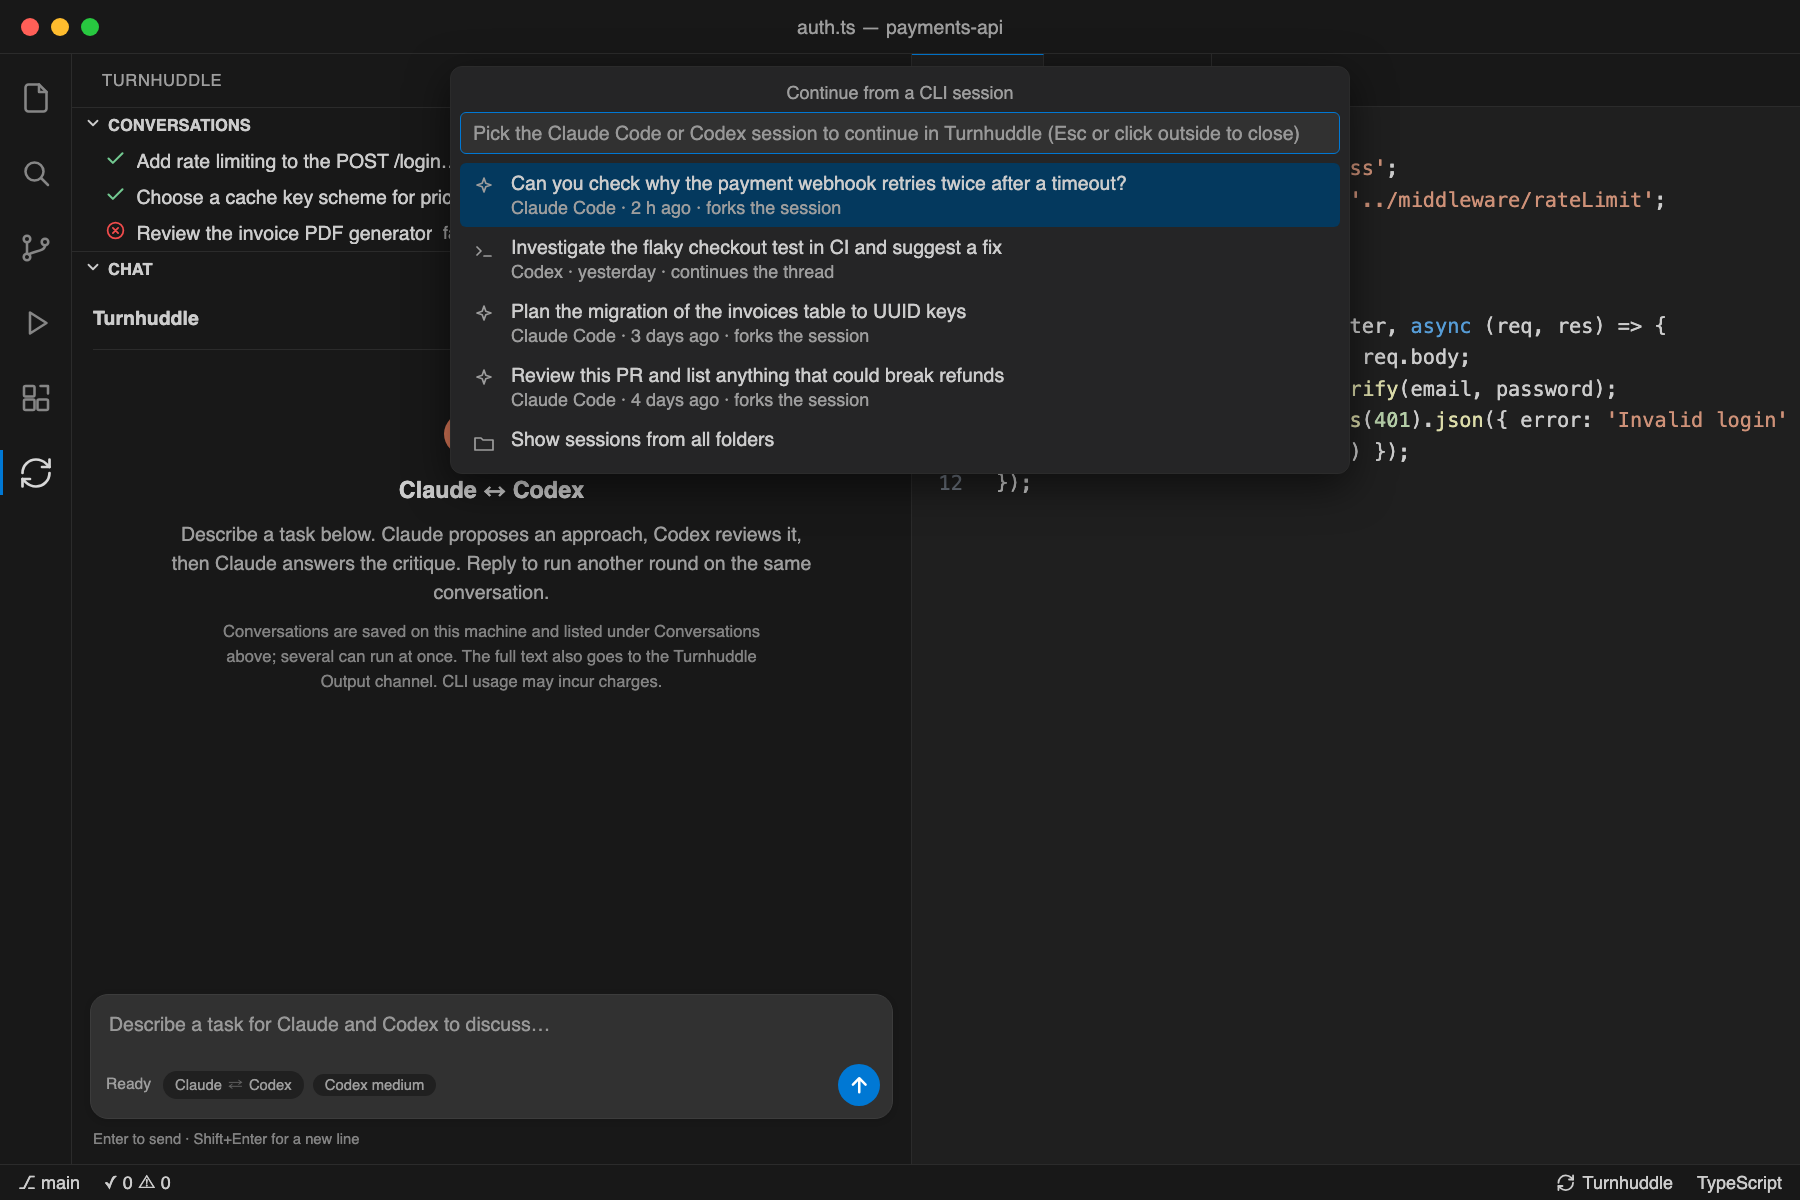 auth.ts — payments-api
TURNHUDDLE
CONVERSATIONS
Add rate limiting to the POST /login…
Choose a cache key scheme for
Review the invoice PDF generator
CHAT
Turnhuddle
Continue from a CLI session
Pick the Claude Code or Codex session to continue in Turnhuddle (Esc or click outside to close)
Can you check why the payment webhook retries twice after a timeout?
Claude Code · 2 h ago · forks the session
Investigate the flaky checkout test in CI and suggest a fix
Codex · yesterday · continues the thread
Plan the migration of the invoices table to UUID keys
Claude Code · 3 days ago · forks the session
Review this PR and list anything that could break refunds
Claude Code · 4 days ago · forks the session
Show sessions from all folders
ss';
'../middleware/rateLimit';
ter, async (req, res) => {
req.body;
rify(email, password);
s(401).json({ error: 'Invalid login'
) });
12 });
Claude ↔ Codex
Describe a task below. Claude proposes an approach, Codex reviews it,
then Claude answers the critique. Reply to run another round on the same
conversation.
Conversations are saved on this machine and listed under Conversations
above; several can run at once. The full text also goes to the Turnhuddle
Output channel. CLI usage may incur charges.
Describe a task for Claude and Codex to discuss…
Ready Claude ⇌ Codex Codex medium
Enter to send · Shift+Enter for a new line
main ✓ 0 ⚠ 0 Turnhuddle TypeScript